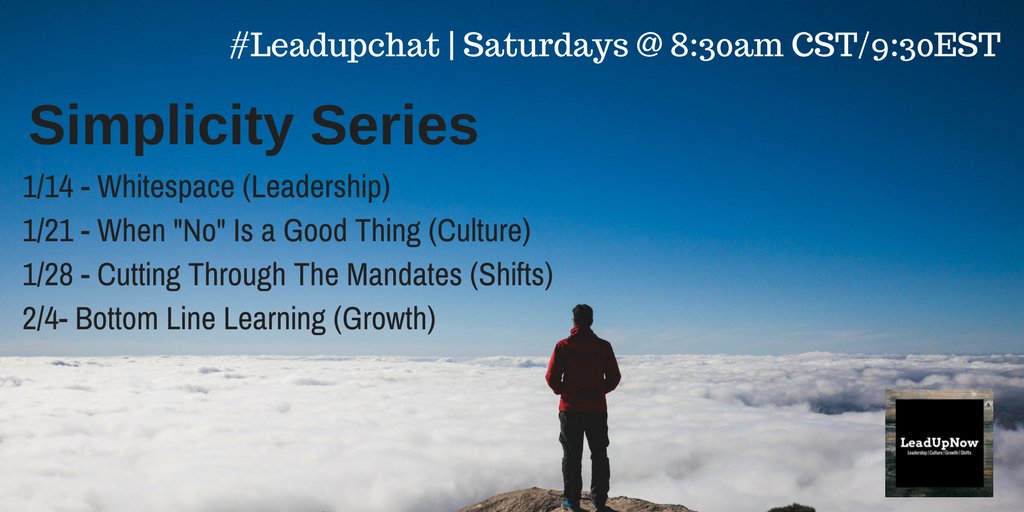 #Leadupchat | Saturdays @ 8:30am CST/9:30EST
Simplicity Series
1/14 - Whitespace (Leadership)
1/21 - When "No" Is a Good Thing (Culture)
1/28 - Cutting Through The Mandates (Shifts)
2/4- Bottom Line Learning (Growth)
LeadUpNow
Leadership | Culture | Growth | Shifts